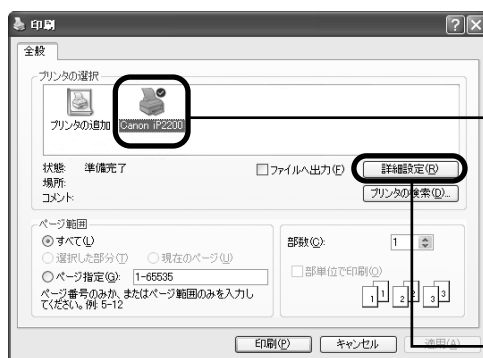 印刷
全般
プリンタの選択
プリンタの追加 Canon iP2200
状態: 準備完了
場所:
コメント:
ファイルへ出力(F)
詳細設定(R)
プリンタの検索(D)...
ページ範囲
すべて(L)
選択した部分(T) 現在のページ(U)
ページ指定(G): 1-65535
ページ番号のみか、またはページ範囲のみを入力し
てください。例: 5-12
部数(C): 1
部単位で印刷(O)
1 1 2 2 3 3
印刷(P) キャンセル 適用(A)